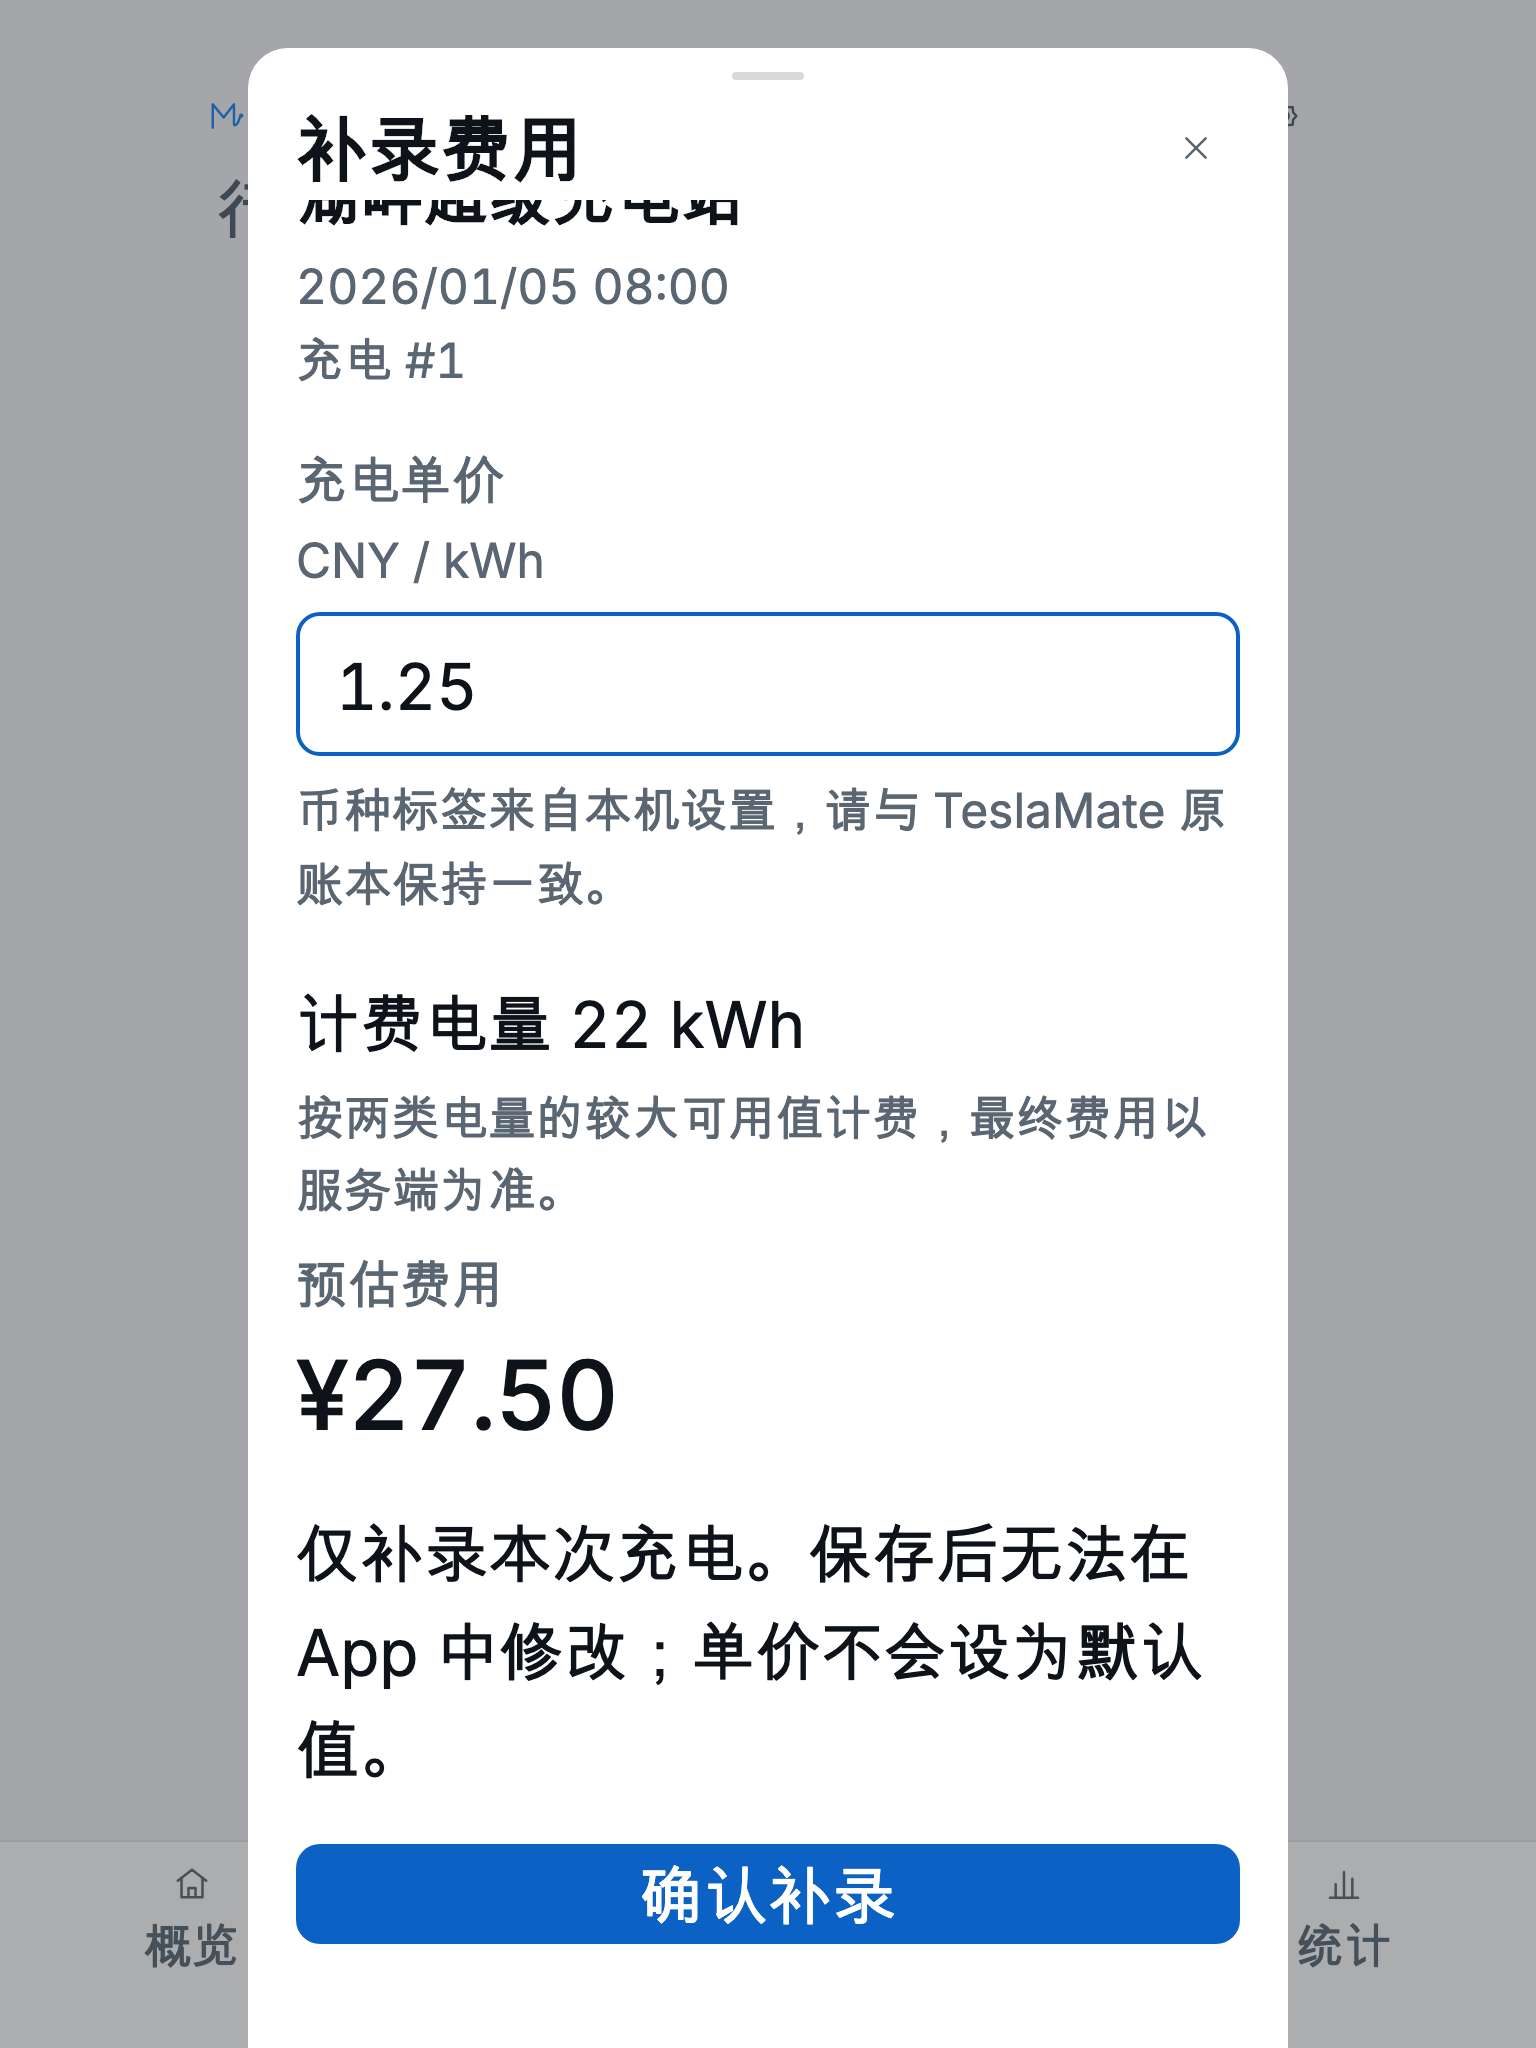 补录费用
2026/01/05 08:00
充电 #1
充电单价
CNY / kWh
1.25
币种标签来自本机设置，请与 TeslaMate 原
账本保持一致。
计费电量 22 kWh
按两类电量的较大可用值计费，最终费用以
服务端为准。
预估费用
¥27.50
仅补录本次充电。保存后无法在
App 中修改；单价不会设为默认
值。
确认补录
概览
统计